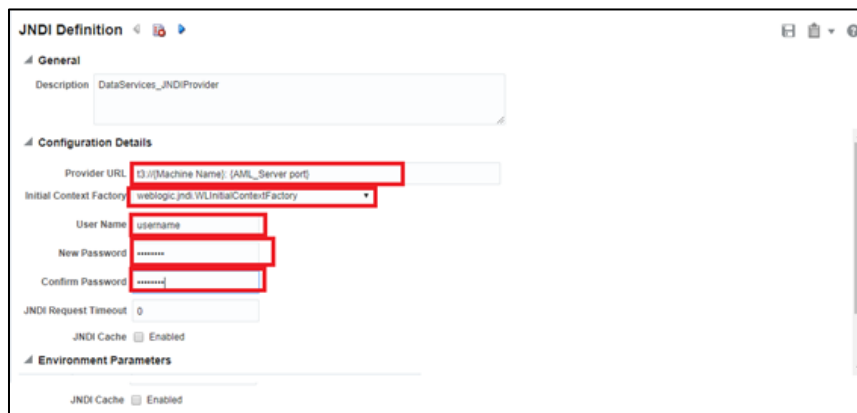 JNDI Definition
General
Description DataServices_JNDIProvider
Configuration Details
Provider URL t3://{Machine Name}: {AML_Server port}
Initial Context Factory weblogic.jndi.WLInitialContextFactory
User Name username
New Password ••••••••
Confirm Password ••••••••
JNDI Request Timeout 0
JNDI Cache Enabled
Environment Parameters
JNDI Cache Enabled